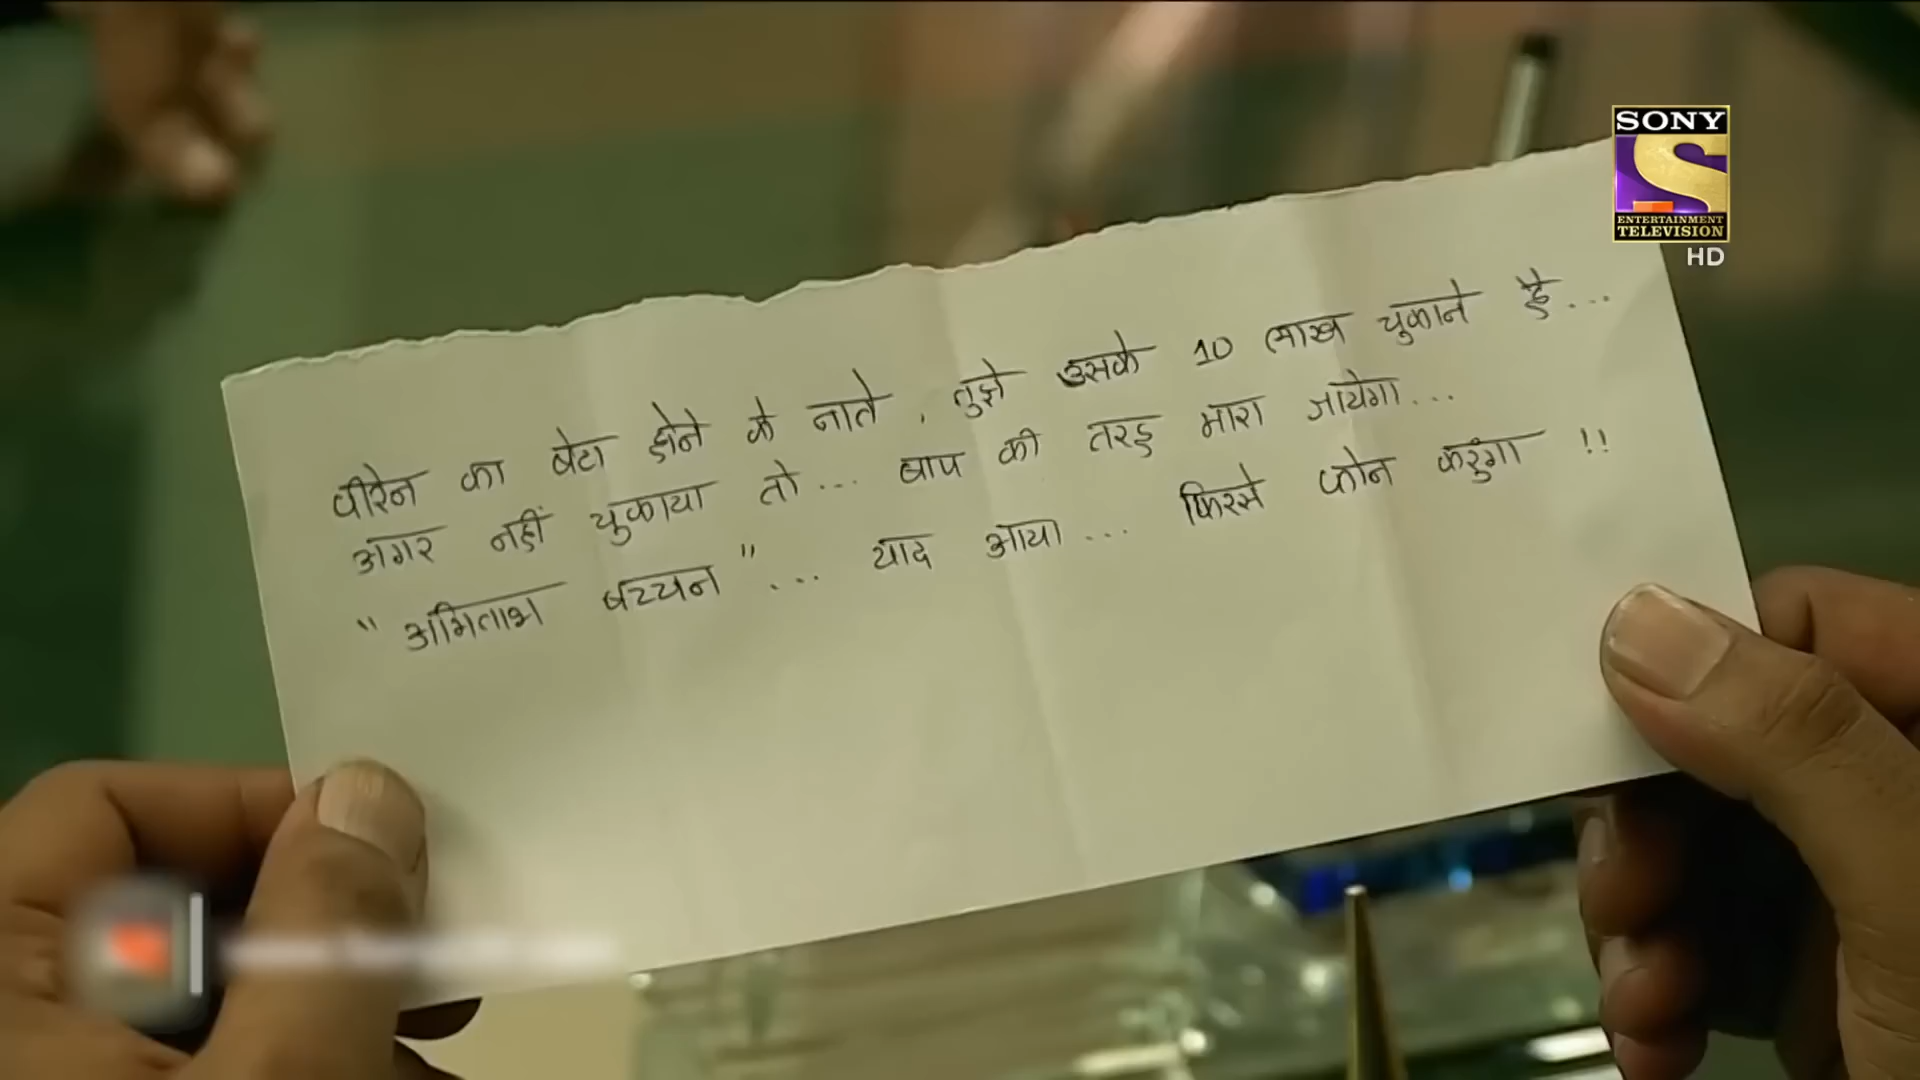 वीरेन का बेटा होने के नाते, तुझे उसके 10 लाख चुकाने है...
अगर नहीं चुकाया तो... बाप की तरह मारा जायेगा...
"अमिताभ बच्चन"... याद आया... फिरसे फोन करुंगा !!
SONY
ENTERTAINMENT
TELEVISION
HD